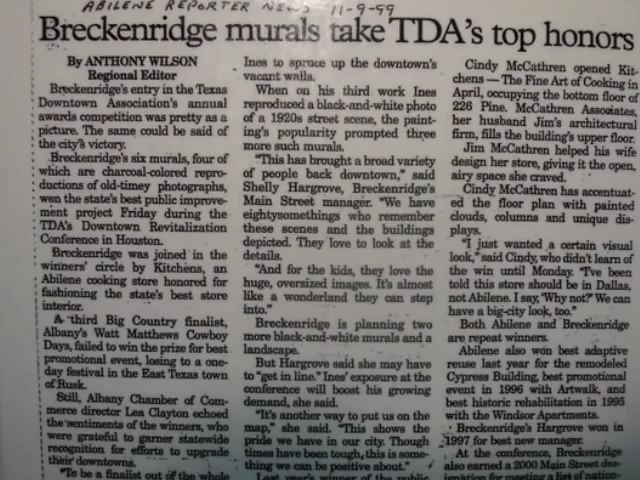 ABILENE REPORTER NEWS 11-9-99
Breckenridge murals take TDA's top honors
By ANTHONY WILSON
Regional Editor
Breckenridge's entry in the Texas
Downtown Association's annual
awards competition was pretty as a
picture. The same could be said of
the city's victory.
Breckenridge's six murals, four of
which are charcoal-colored repro-
ductions of old-timey photographs,
won the state's best public improve-
ment project Friday during the
TDA's Downtown Revitalization
Conference in Houston.
Breckenridge was joined in the
winners' circle by Kitchens, an
Abilene cooking store honored for
fashioning the state's best store
interior.
A third Big Country finalist,
Albany's Watt Matthews Cowboy
Days, failed to win the prize for best
promotional event, losing to a one-
day festival in the East Texas town
of Rusk.
Still, Albany Chamber of Com-
merce director Lea Clayton echoed
the sentiments of the winners, who
were grateful to garner statewide
recognition for efforts to upgrade
their downtowns.
"To be a finalist out of the whole
Ines to spruce up the downtown's
vacant walls.
When on his third work Ines
reproduced a black-and-white photo
of a 1920s street scene, the paint-
ing's popularity prompted three
more such murals.
"This has brought a broad variety
of people back downtown," said
Shelly Hargrove, Breckenridge's
Main Street manager. "We have
eightysomethings who remember
these scenes and the buildings
depicted. They love to look at the
details.
"And for the kids, they love the
huge, oversized images. It's almost
like a wonderland they can step
into."
Breckenridge is planning two
more black-and-white murals and a
landscape.
But Hargrove said she may have
to "get in line." Ines' exposure at the
conference will boost his growing
demand, she said.
"It's another way to put us on the
map," she said. "This shows the
pride we have in our city. Though
times have been tough, this is some-
thing we can be positive about."
Last year's winner of the public
Cindy McCathren opened Kit-
chens — The Fine Art of Cooking in
April, occupying the bottom floor of
226 Pine. McCathren Associates,
her husband Jim's architectural
firm, fills the building's upper floor.
Jim McCathren helped his wife
design her store, giving it the open,
airy space she craved.
Cindy McCathren has accentuat-
ed the floor plan with painted
clouds, columns and unique dis-
plays.
"I just wanted a certain visual
look," said Cindy, who didn't learn of
the win until Monday. "I've been
told this store should be in Dallas,
not Abilene. I say, 'Why not?' We can
have a big-city look, too."
Both Abilene and Breckenridge
are repeat winners.
Abilene also won best adaptive
reuse last year for the remodeled
Cypress Building, best promotional
event in 1996 with Artwalk, and
best historic rehabilitation in 1995
with the Windsor Apartments.
Breckenridge's Hargrove won in
1997 for best new manager.
At the conference, Breckenridge
also earned a 2000 Main Street des-
ignation for meeting a list of nation-